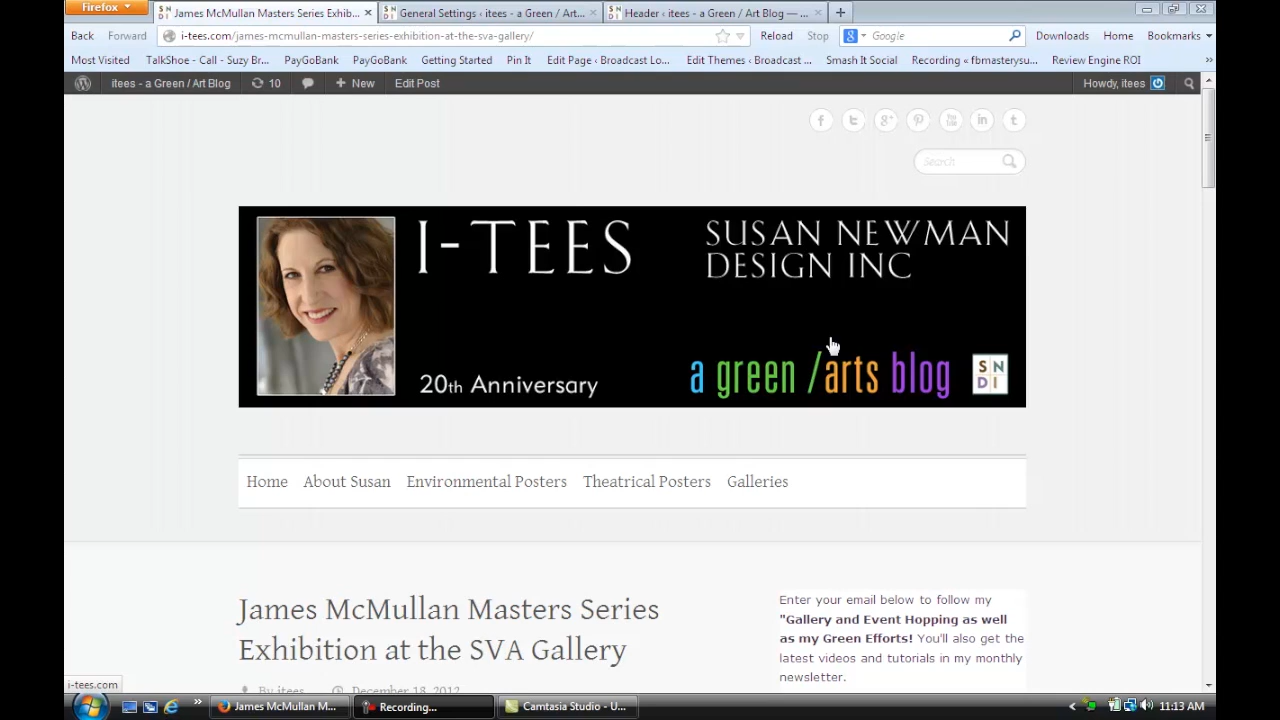 Firefox
James McMullan Masters Series Exhib...
General Settings ‹ itees - a Green / Art...
Header ‹ itees - a Green / Art Blog — ...
Back
Forward
i-tees.com/james-mcmullan-masters-series-exhibition-at-the-sva-gallery/
Google
Reload
Stop
Downloads
Home
Bookmarks
Most Visited
TalkShoe - Call - Suzy Br...
PayGoBank
PayGoBank
Getting Started
Pin It
Edit Page ‹ Broadcast Lo...
Edit Themes ‹ Broadcast ...
Smash It Social
Recording « fbmasterysu...
Review Engine ROI
itees - a Green / Art Blog
10
+ New
Edit Post
Howdy, itees
Search
I-TEES
SUSAN NEWMAN
DESIGN INC
20th Anniversary
a green /arts blog
SN
DI
Home
About Susan
Environmental Posters
Theatrical Posters
Galleries
James McMullan Masters Series
Exhibition at the SVA Gallery
By itees
December 18, 2012
Enter your email below to follow my
"Gallery and Event Hopping as well
as my Green Efforts! You'll also get the
latest videos and tutorials in my monthly
newsletter.
i-tees.com
James McMullan M...
Recording...
Camtasia Studio - U...
11:13 AM